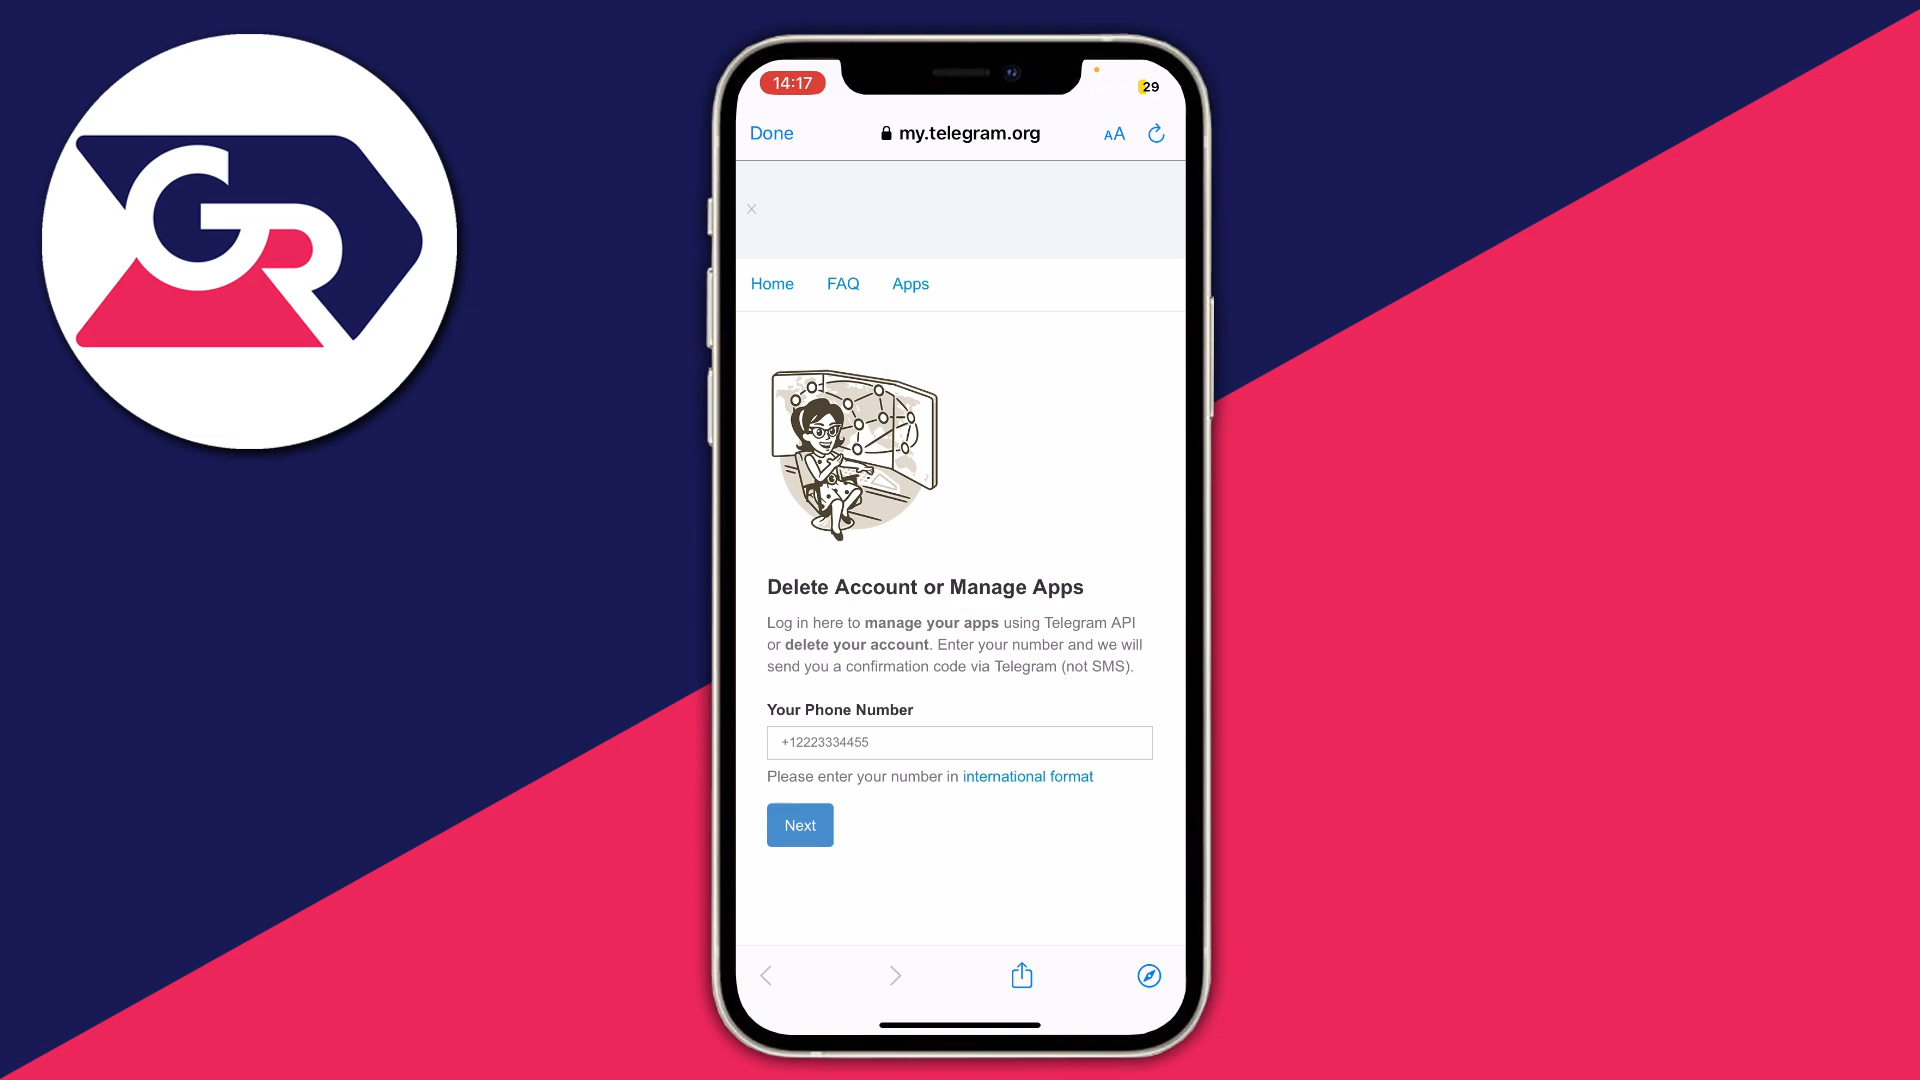 GR
14:17
29
Done
my.telegram.org
AA
Home FAQ Apps
Delete Account or Manage Apps
Log in here to manage your apps using Telegram API
or delete your account. Enter your number and we will
send you a confirmation code via Telegram (not SMS).
Your Phone Number
+12223334455
Please enter your number in international format
Next